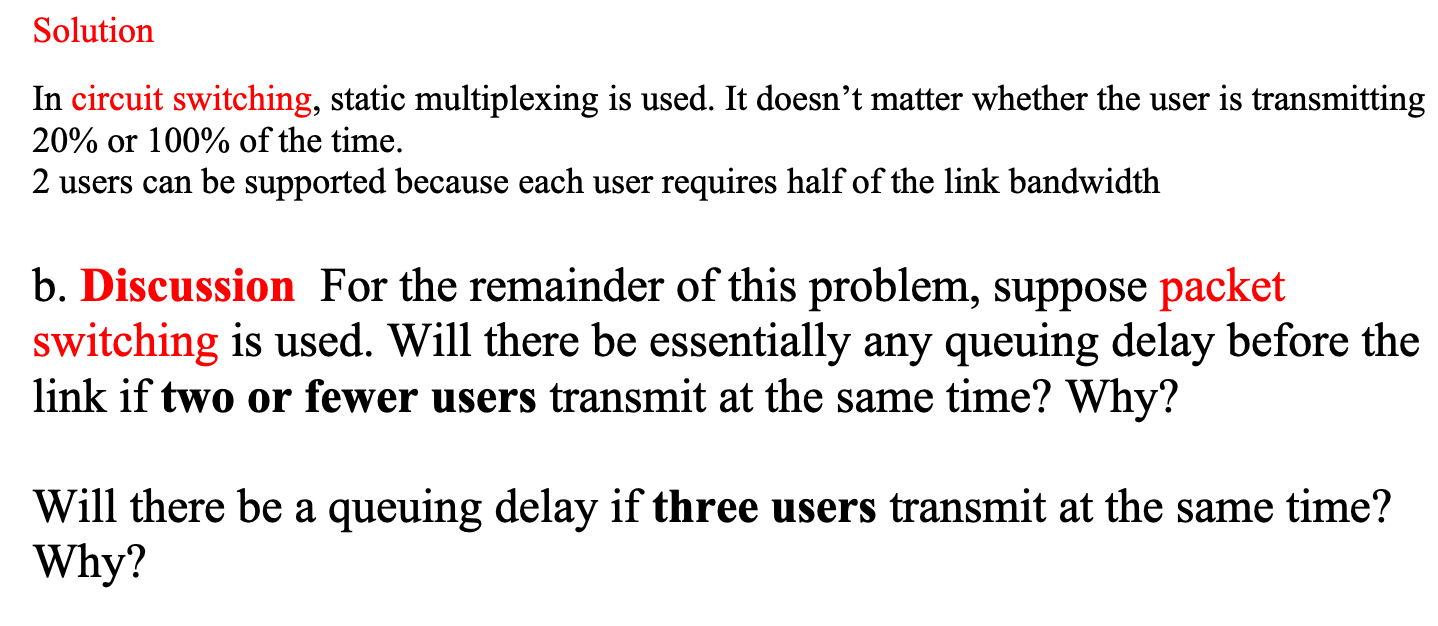 Solution
In circuit switching, static multiplexing is used. It doesn’t matter whether the user is transmitting
20% or 100% of the time.
2 users can be supported because each user requires half of the link bandwidth
b. Discussion For the remainder of this problem, suppose packet
switching is used. Will there be essentially any queuing delay before the
link if two or fewer users transmit at the same time? Why?
Will there be a queuing delay if three users transmit at the same time?
Why?